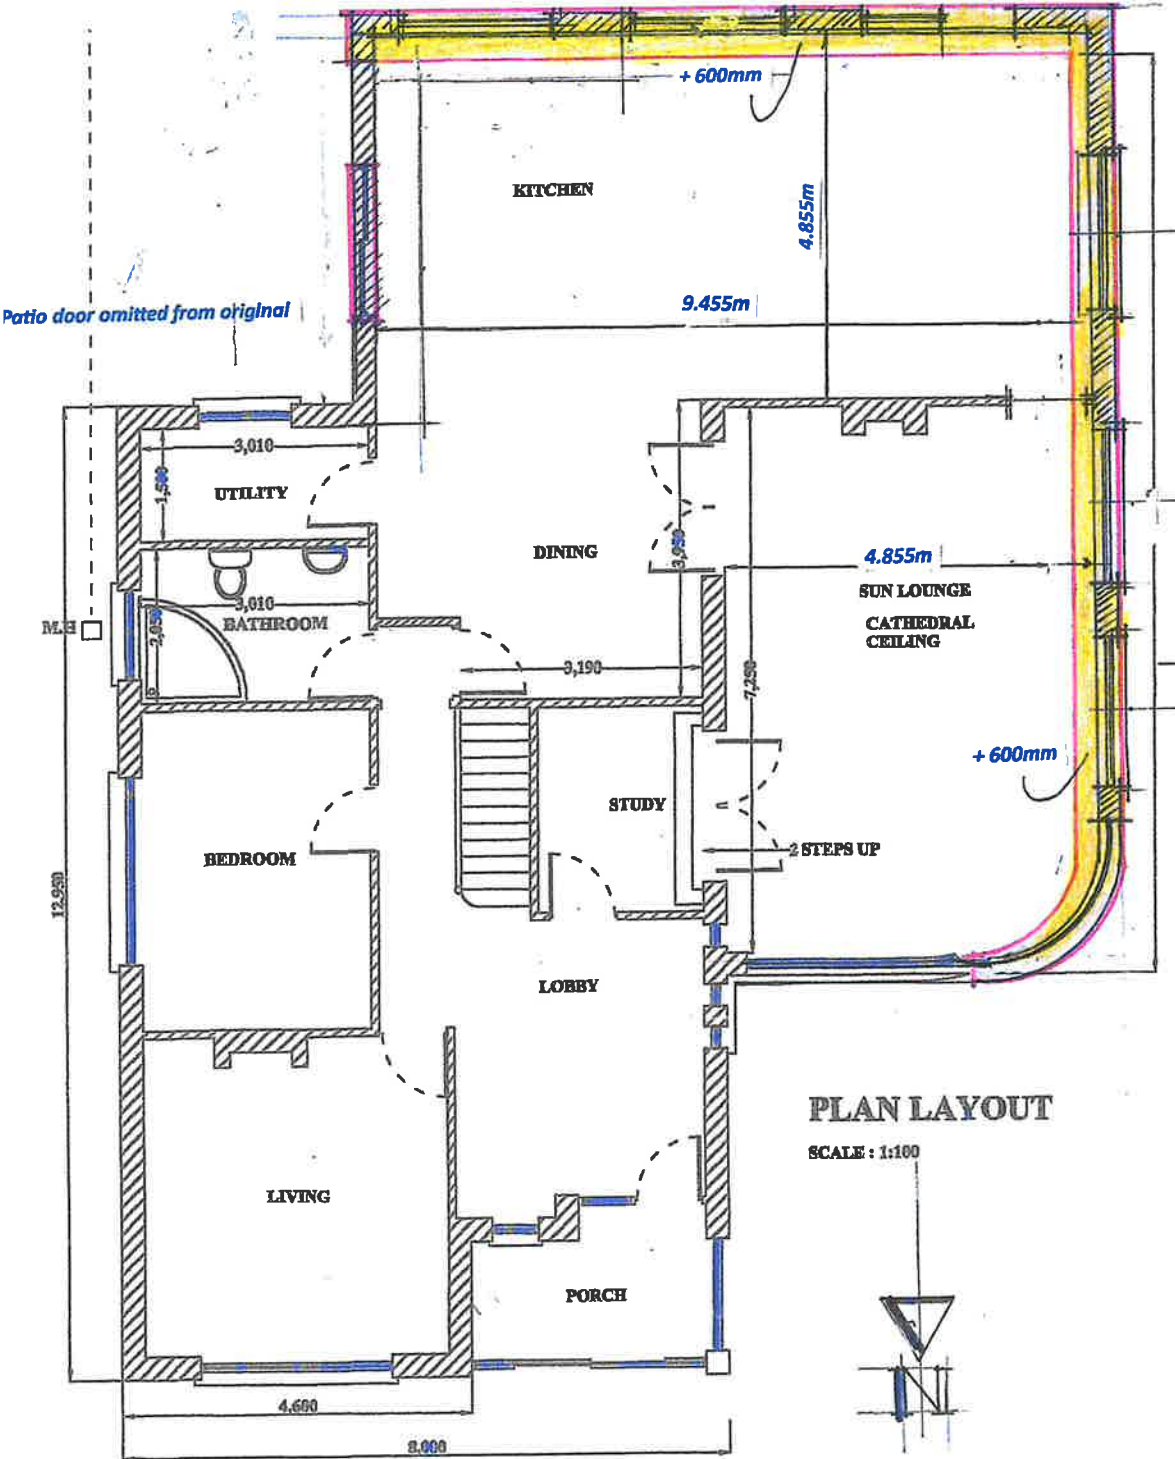 + 600mm
KITCHEN
4.855m
9.455m
Patio door omitted from original
3,010
1,500
UTILITY
DINING
3,950
4.855m
SUN LOUNGE
CATHEDRAL
CEILING
3,010
BATHROOM
2,050
M.H
3,190
7,250
+ 600mm
STUDY
2 STEPS UP
BEDROOM
12,950
LOBBY
PLAN LAYOUT
SCALE : 1:100
LIVING
PORCH
N
4,600
8,000